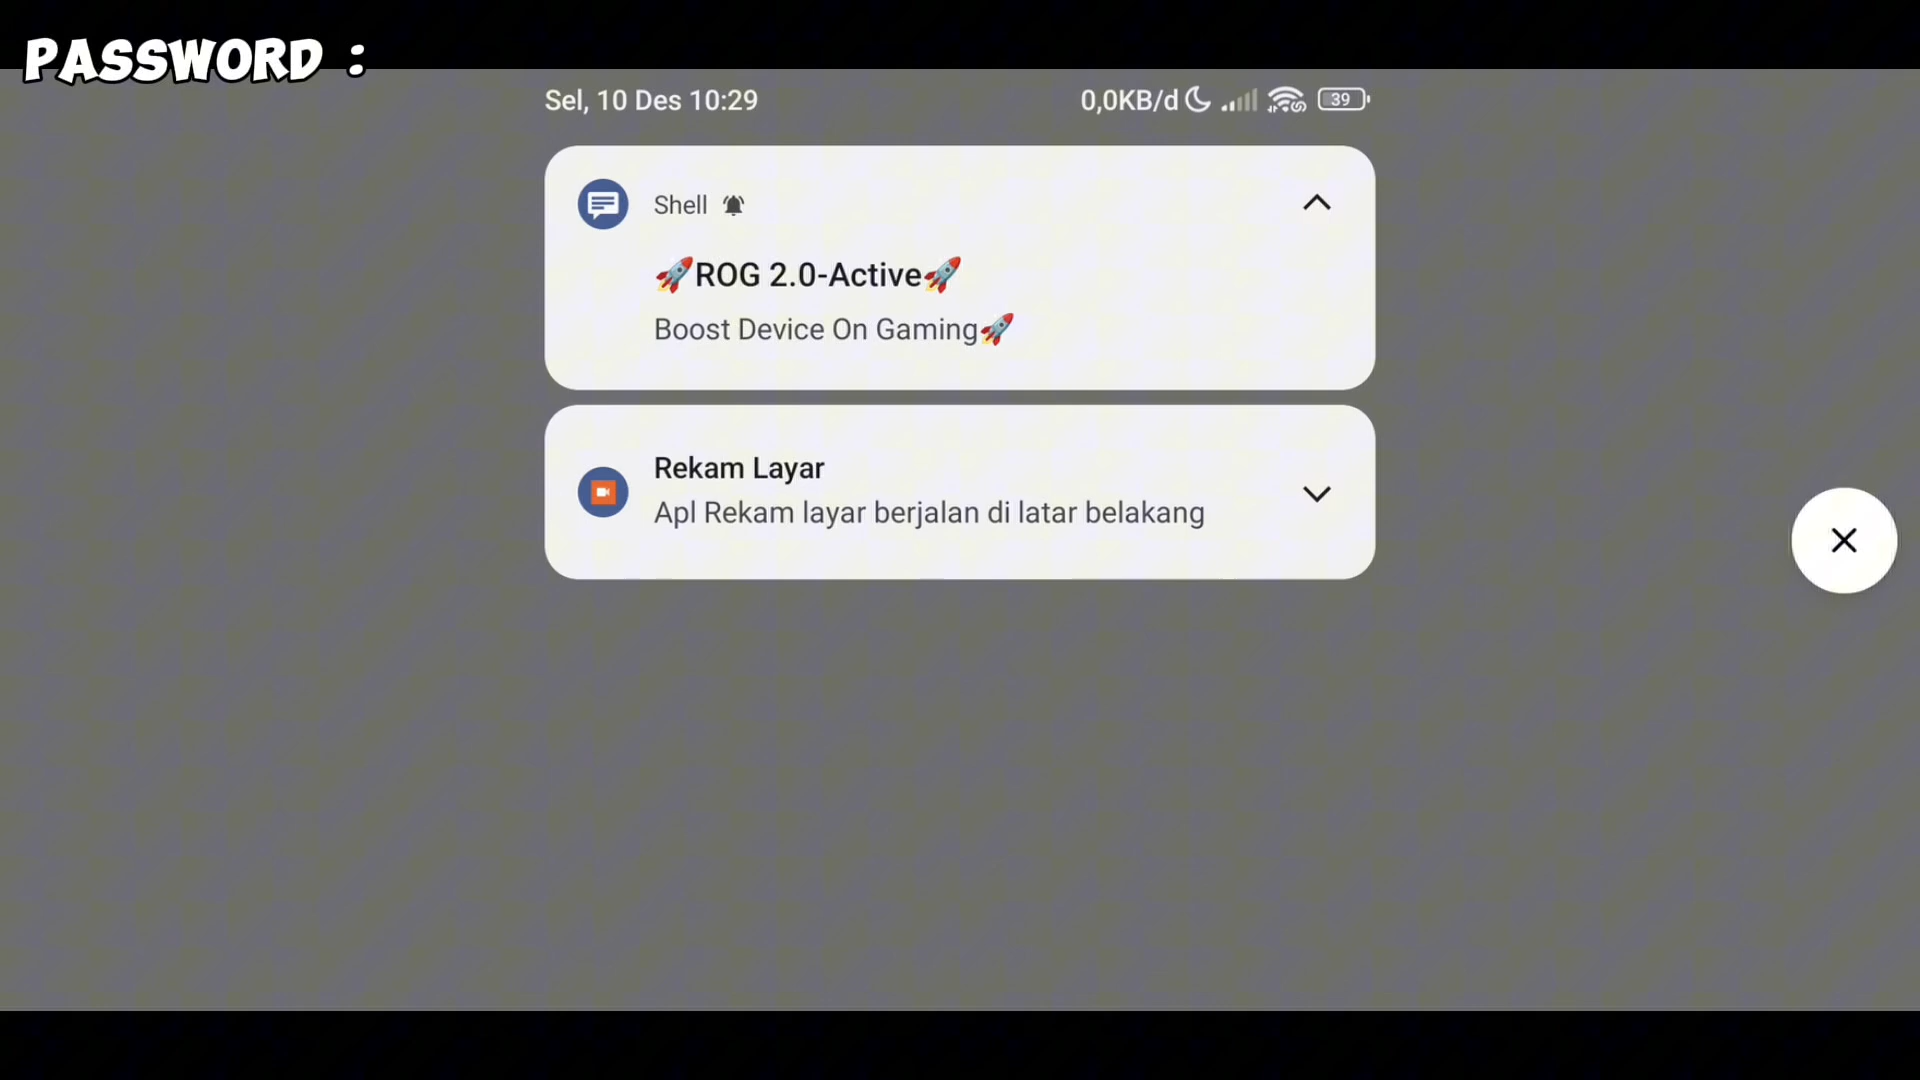 PASSWORD :
Sel, 10 Des 10:29 0,0KB/d 39
Shell
🚀ROG 2.0-Active🚀
Boost Device On Gaming🚀
Rekam Layar
Apl Rekam layar berjalan di latar belakang